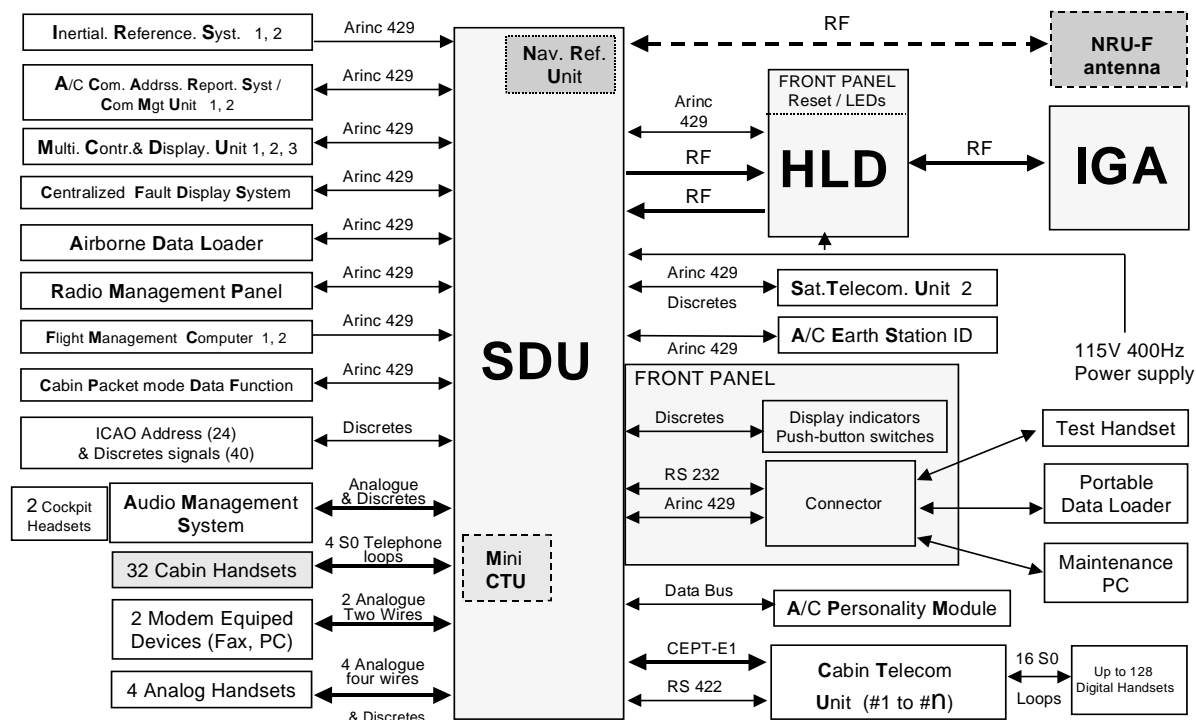 Inertial. Reference. Syst. 1, 2
Arinc 429
A/C Com. Addrss. Report. Syst /
Com Mgt Unit 1, 2
Arinc 429
Multi. Contr.& Display. Unit 1, 2, 3
Arinc 429
Centralized Fault Display System
Arinc 429
Airborne Data Loader
Arinc 429
Radio Management Panel
Arinc 429
Flight Management Computer 1, 2
Arinc 429
Cabin Packet mode Data Function
Arinc 429
ICAO Address (24)
& Discretes signals (40)
Discretes
2 Cockpit
Headsets
Audio Management
System
Analogue
& Discretes
32 Cabin Handsets
4 S0 Telephone
loops
2 Modem Equiped
Devices (Fax, PC)
2 Analogue
Two Wires
4 Analog Handsets
4 Analogue
four wires
& Discretes
Nav. Ref.
Unit
SDU
Mini
CTU
RF
NRU-F
antenna
FRONT PANEL
Reset / LEDs
HLD
Arinc
429
RF
RF
RF
IGA
Arinc 429
Discretes
Sat.Telecom. Unit 2
Arinc 429
A/C Earth Station ID
115V 400Hz
Power supply
FRONT PANEL
Discretes
Display indicators
Push-button switches
RS 232
Arinc 429
Connector
Test Handset
Portable
Data Loader
Maintenance
PC
Data Bus
A/C Personality Module
CEPT-E1
RS 422
Cabin Telecom
Unit (#1 to #n)
16 S0
Loops
Up to 128
Digital Handsets